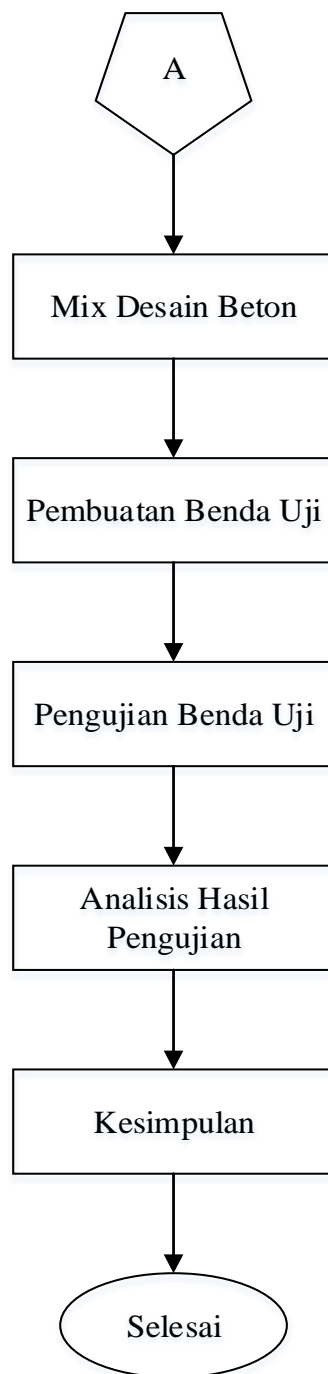 A
Mix Desain Beton
Pembuatan Benda Uji
Pengujian Benda Uji
Analisis Hasil
Pengujian
Kesimpulan
Selesai